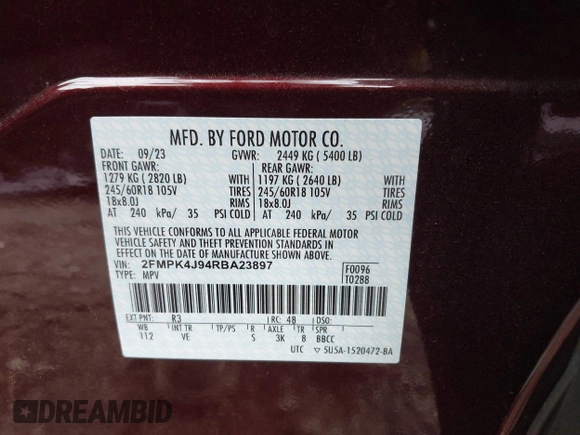 MFD. BY FORD MOTOR CO.
DATE: 09/23 GVWR: 2449 KG ( 5400 LB)
FRONT GAWR: REAR GAWR:
1279 KG ( 2820 LB) WITH 1197 KG ( 2640 LB) WITH
245/60R18 105V TIRES 245/60R18 105V TIRES
18x8.0J RIMS 18x8.0J RIMS
AT 240 kPa/ 35 PSI COLD AT 240 kPa/ 35 PSI COLD
THIS VEHICLE CONFORMS TO ALL APPLICABLE FEDERAL MOTOR
VEHICLE SAFETY AND BUMPER AND THEFT PREVENTION STANDARDS IN
EFFECT ON THE DATE OF MANUFACTURE SHOWN ABOVE.
VIN: 2FMPK4J94RBA23897 F0096
TYPE: MPV T0288
EXT PNT: R3 RC: 48 DSO:
WB INT TR TP/PS R AXLE TR SPR
112 VE S 3K 8 BBCC
UTC ▽ 5U5A-1520472-BA
DREAMBID